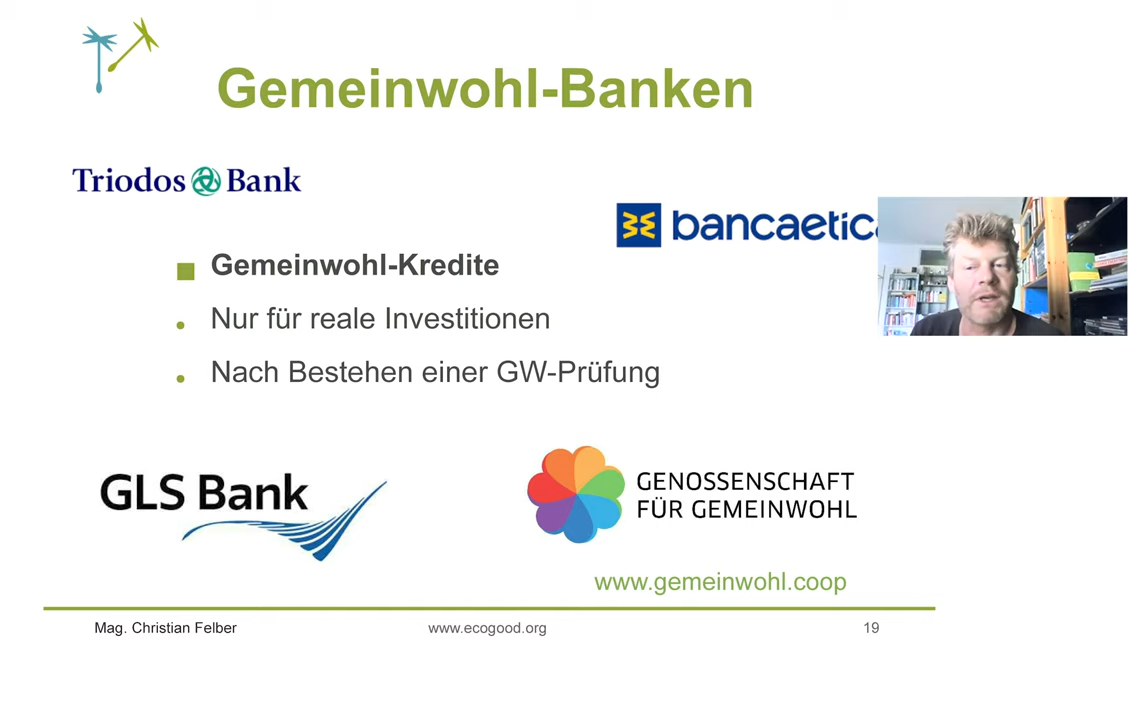 Gemeinwohl-Banken
Triodos Bank
bancaetica
Gemeinwohl-Kredite
Nur für reale Investitionen
Nach Bestehen einer GW-Prüfung
GLS Bank
GENOSSENSCHAFT
FÜR GEMEINWOHL
www.gemeinwohl.coop
Mag. Christian Felber www.ecogood.org 19